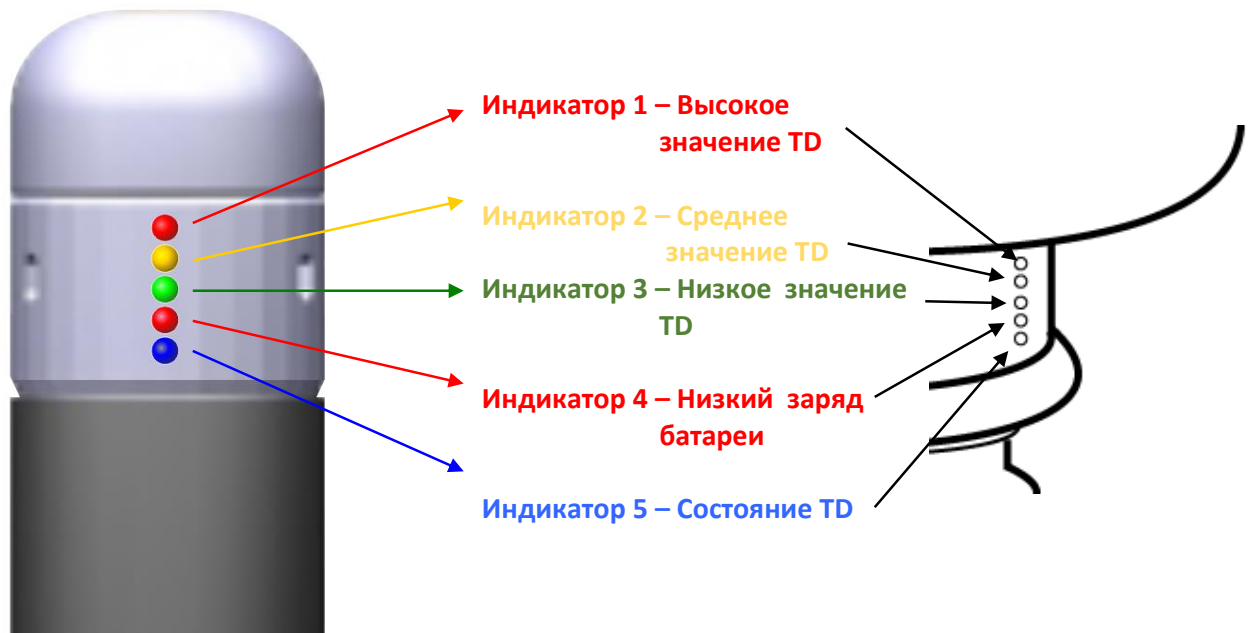 Индикатор 1 – Высокое
значение TD
Индикатор 2 – Среднее
значение TD
Индикатор 3 – Низкое значение
TD
Индикатор 4 – Низкий заряд
батареи
Индикатор 5 – Состояние TD